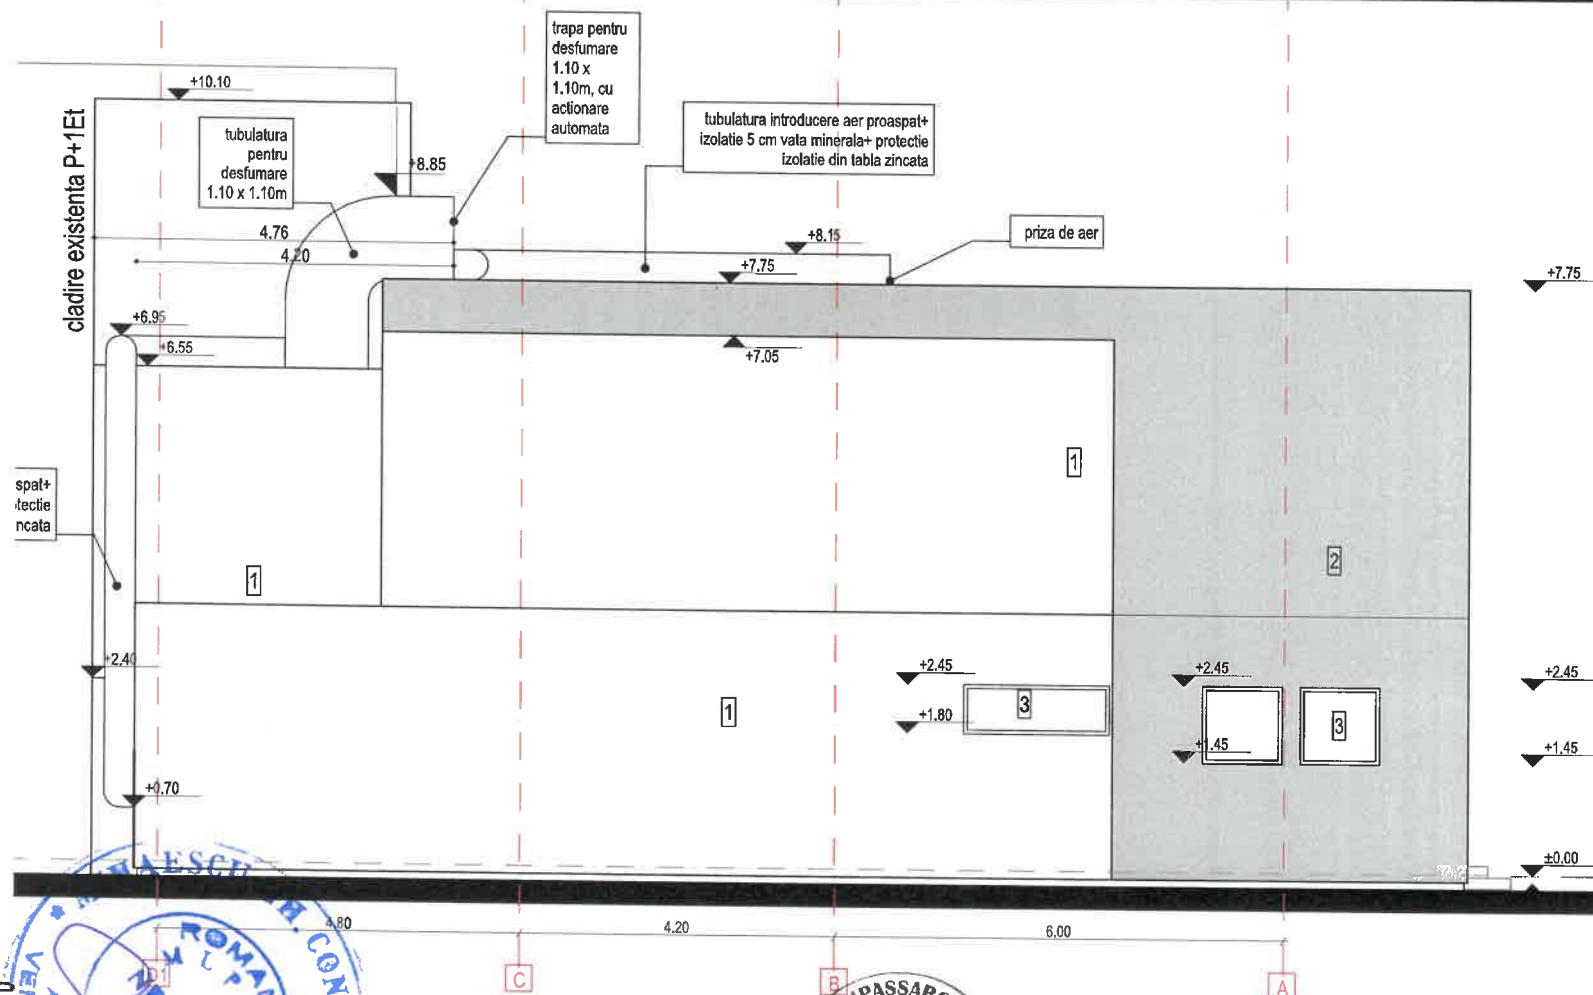 trapa pentru
desfumare
1.10 x
1.10m, cu
actionare
automata
+10.10
tubulatura
pentru
desfumare
1.10 x 1.10m
+8.85
tubulatura introducere aer proaspat+
izolatie 5 cm vata minerala+ protectie
izolatie din tabla zincata
cladire existenta P+1Et
4.76
4.20
+8.15
priza de aer
+7.75
+7.75
+6.95
+6.55
+7.05
1
spat+
tectie
ncata
1
2
+2.40
+2.45
+2.45
+2.45
3
1
+1.80
3
+1.45
+1.45
+0.70
±0.00
4.80
4.20
6.00
D1
C
B
A
ROMAN
M L P
CON